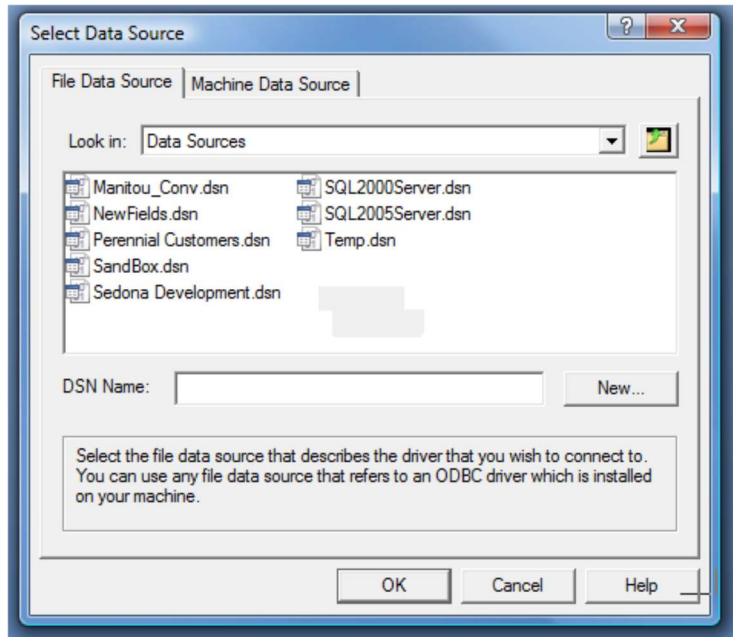 Select Data Source
File Data Source
Machine Data Source
Look in: Data Sources
Manitou_Conv.dsn
NewFields.dsn
Perennial Customers.dsn
SandBox.dsn
Sedona Development.dsn
SQL2000Server.dsn
SQL2005Server.dsn
Temp.dsn
DSN Name:
New...
Select the file data source that describes the driver that you wish to connect to.
You can use any file data source that refers to an ODBC driver which is installed
on your machine.
OK
Cancel
Help